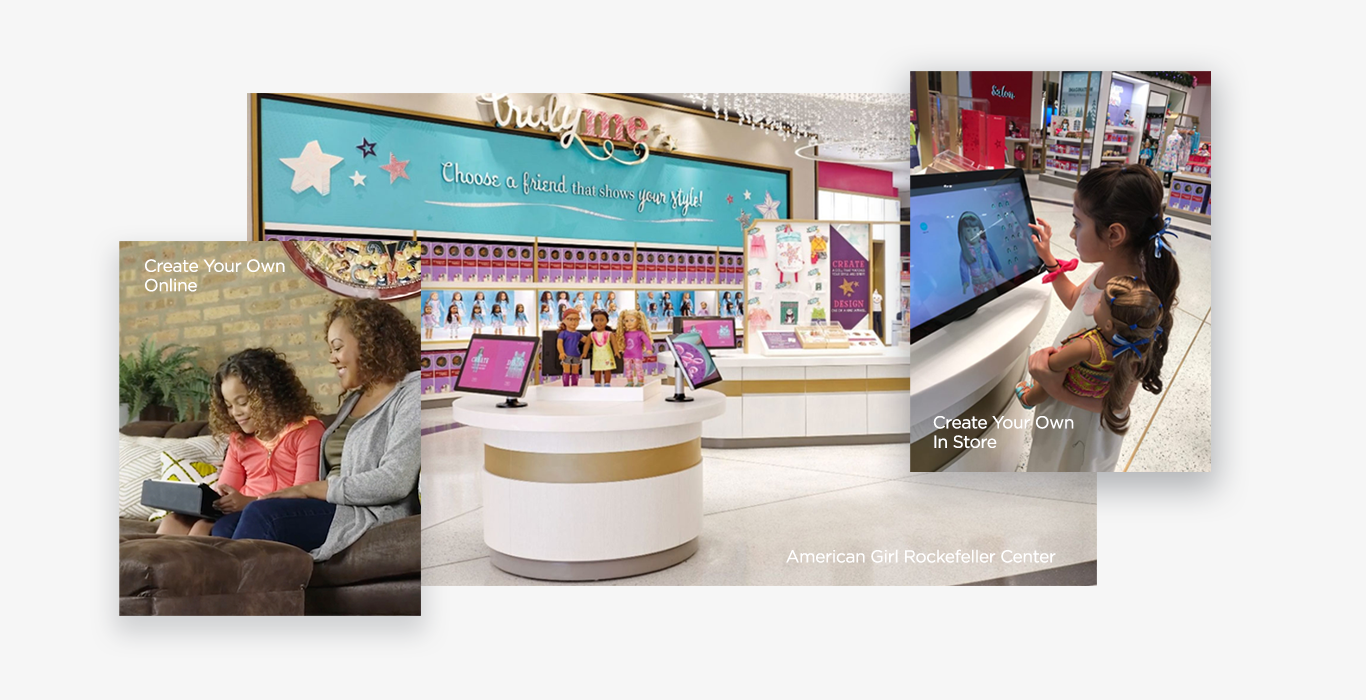 truly me
Choose a friend that shows your style!
Salon
Create Your Own
Online
CREATE
DESIGN
CREATE
Create Your Own
In Store
American Girl Rockefeller Center